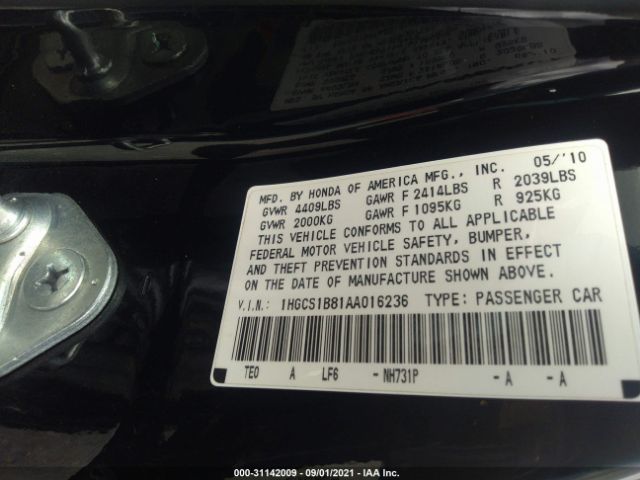 MFD. BY HONDA OF AMERICA MFG., INC. 05/'10
GVWR 4409LBS GAWR F 2414LBS R 2039LBS
GVWR 2000KG GAWR F 1095KG R 925KG
THIS VEHICLE CONFORMS TO ALL APPLICABLE
FEDERAL MOTOR VEHICLE SAFETY, BUMPER,
AND THEFT PREVENTION STANDARDS IN EFFECT
ON THE DATE OF MANUFACTURE SHOWN ABOVE.
V.I.N.: 1HGCS1B81AA016236 TYPE: PASSENGER CAR
TE0 A LF6 -NH731P -A -A
000-31142009 - 09/01/2021 - IAA Inc.